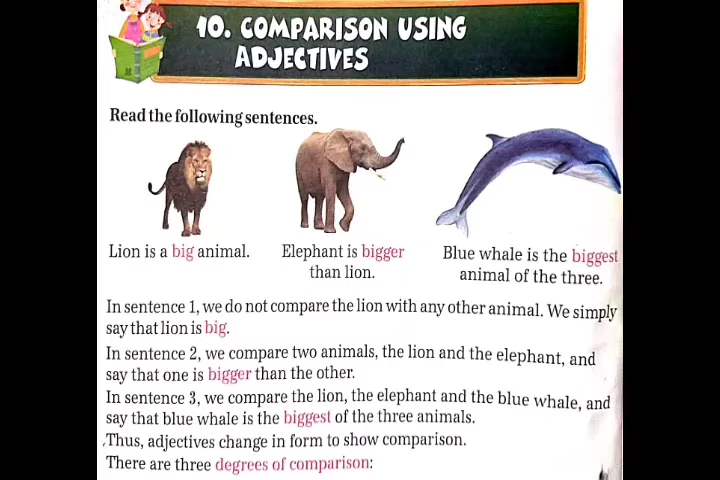 10. COMPARISON USING
ADJECTIVES
Read the following sentences.
Lion is a big animal.
Elephant is bigger
than lion.
Blue whale is the biggest
animal of the three.
In sentence 1, we do not compare the lion with any other animal. We simply
say that lion is big.
In sentence 2, we compare two animals, the lion and the elephant, and
say that one is bigger than the other.
In sentence 3, we compare the lion, the elephant and the blue whale, and
say that blue whale is the biggest of the three animals.
Thus, adjectives change in form to show comparison.
There are three degrees of comparison: